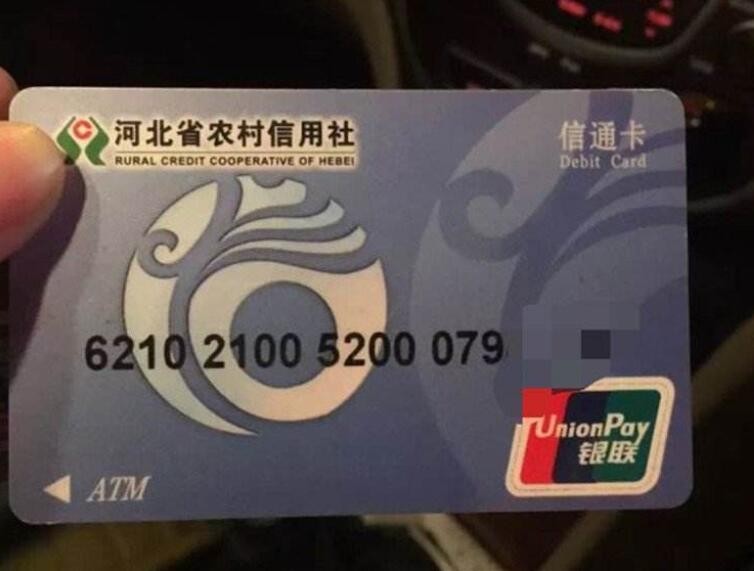 河北省农村信用社
RURAL CREDIT COOPERATIVE OF HEBEI
信通卡
Debit Card
6210 2100 5200 079
UnionPay
银联
ATM